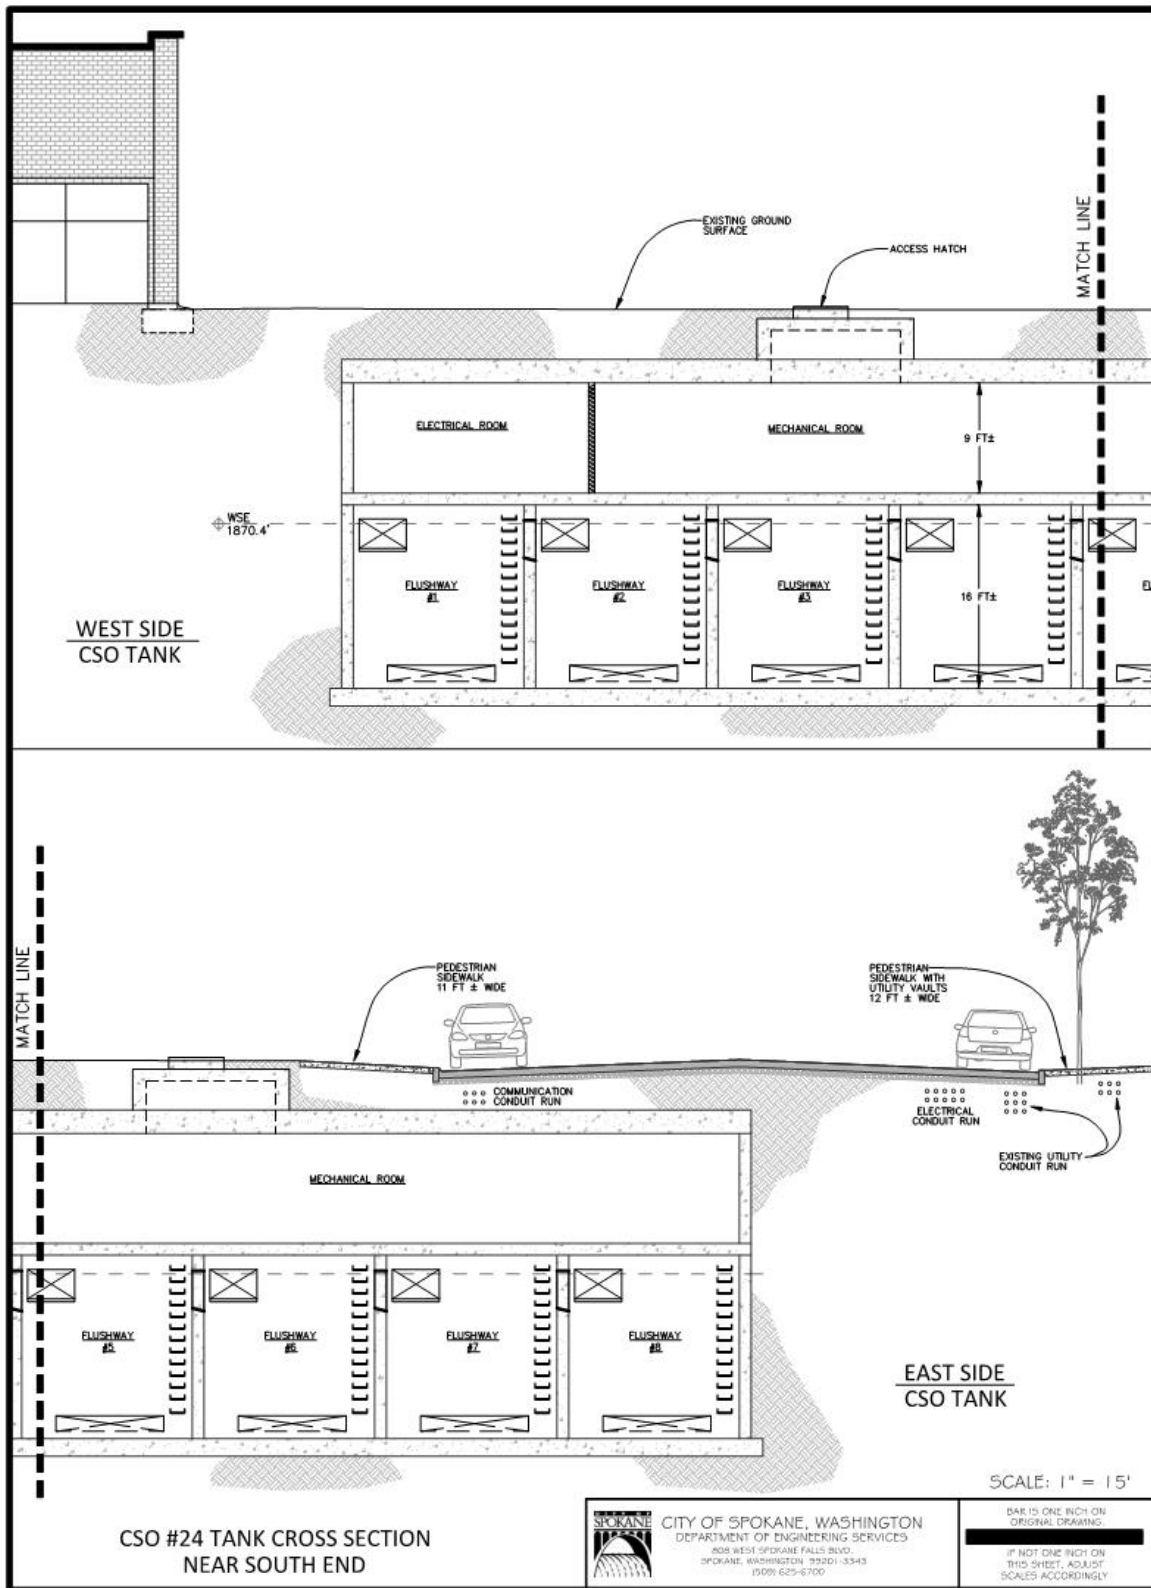 EXISTING GROUND
SURFACE
ACCESS HATCH
MATCH LINE
ELECTRICAL ROOM
MECHANICAL ROOM
9 FT±
WSE
1870.4'
FLUSHWAY
#1
FLUSHWAY
#2
FLUSHWAY
#3
16 FT±
WEST SIDE
CSO TANK
MATCH LINE
PEDESTRIAN
SIDEWALK
11 FT ± WIDE
PEDESTRIAN
SIDEWALK WITH
UTILITY VAULTS
12 FT ± WIDE
COMMUNICATION
CONDUIT RUN
ELECTRICAL
CONDUIT RUN
EXISTING UTILITY
CONDUIT RUN
MECHANICAL ROOM
FLUSHWAY
#5
FLUSHWAY
#6
FLUSHWAY
#7
FLUSHWAY
#8
EAST SIDE
CSO TANK
SCALE: 1" = 15'
CSO #24 TANK CROSS SECTION
NEAR SOUTH END
CITY OF
SPOKANE
CITY OF SPOKANE, WASHINGTON
DEPARTMENT OF ENGINEERING SERVICES
808 WEST SPOKANE FALLS BLVD.
SPOKANE, WASHINGTON 99201-3343
(509) 625-6700
BAR IS ONE INCH ON
ORIGINAL DRAWING.
IF NOT ONE INCH ON
THIS SHEET, ADJUST
SCALES ACCORDINGLY